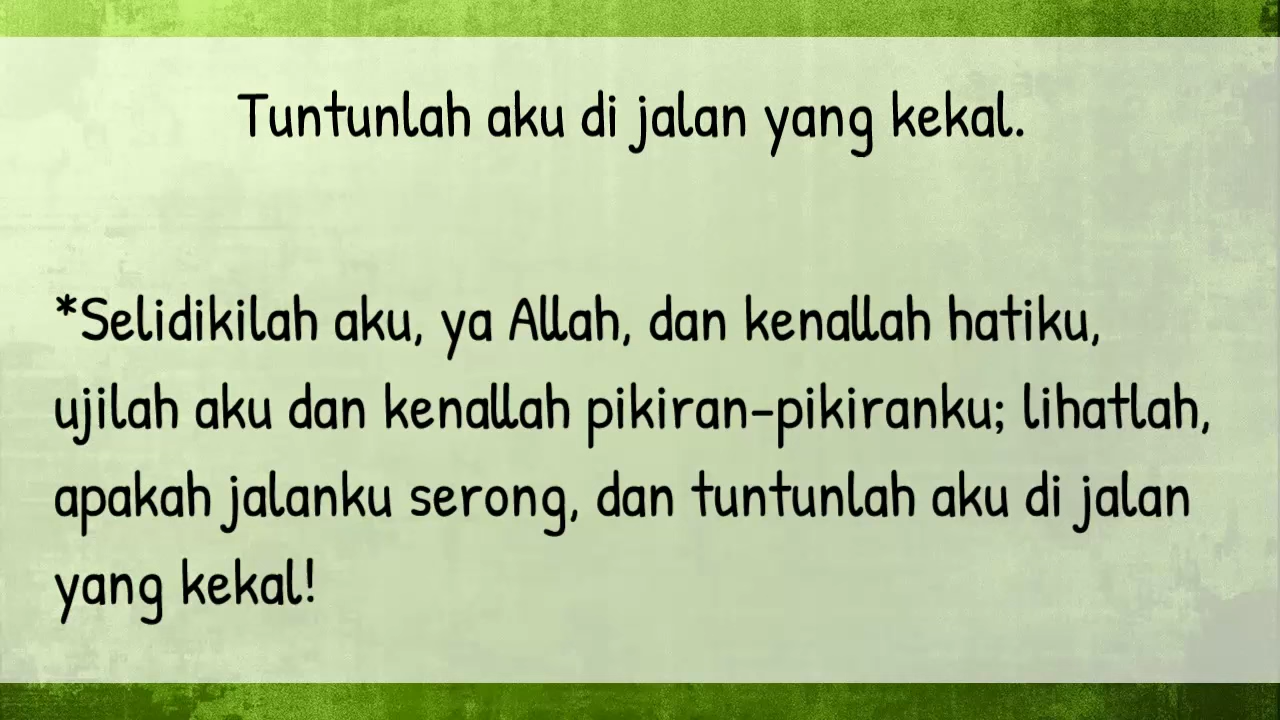 Tuntunlah aku di jalan yang kekal.
*Selidikilah aku, ya Allah, dan kenallah hatiku,
ujilah aku dan kenallah pikiran-pikiranku; lihatlah,
apakah jalanku serong, dan tuntunlah aku di jalan
yang kekal!